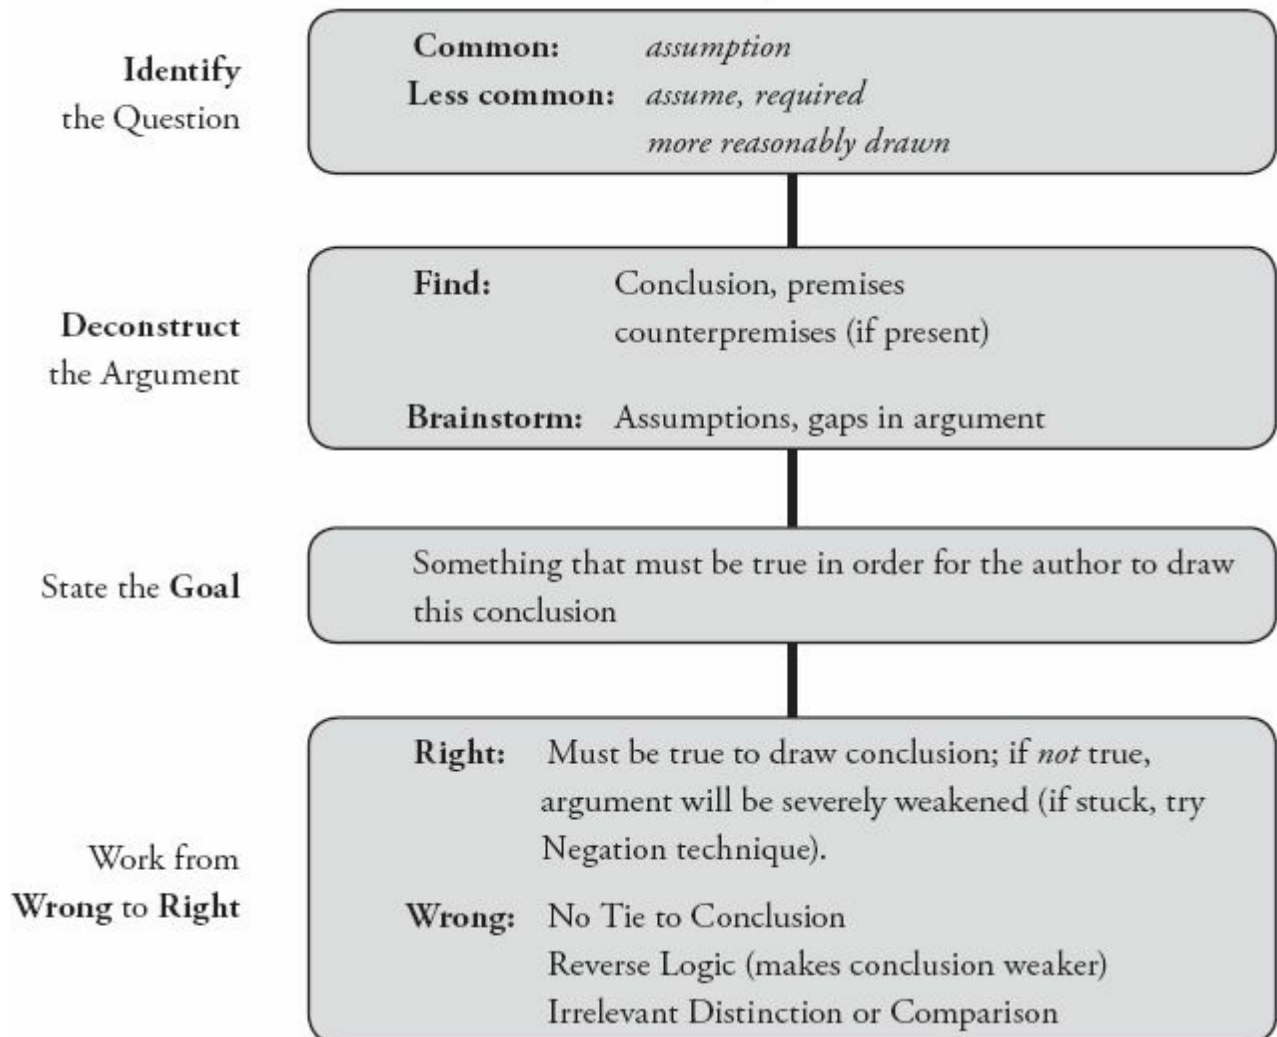 Identify
the Question
Common: assumption
Less common: assume, required
more reasonably drawn
Deconstruct
the Argument
Find: Conclusion, premises
counterpremises (if present)
Brainstorm: Assumptions, gaps in argument
State the Goal
Something that must be true in order for the author to draw
this conclusion
Work from
Wrong to Right
Right: Must be true to draw conclusion; if not true,
argument will be severely weakened (if stuck, try
Negation technique).
Wrong: No Tie to Conclusion
Reverse Logic (makes conclusion weaker)
Irrelevant Distinction or Comparison